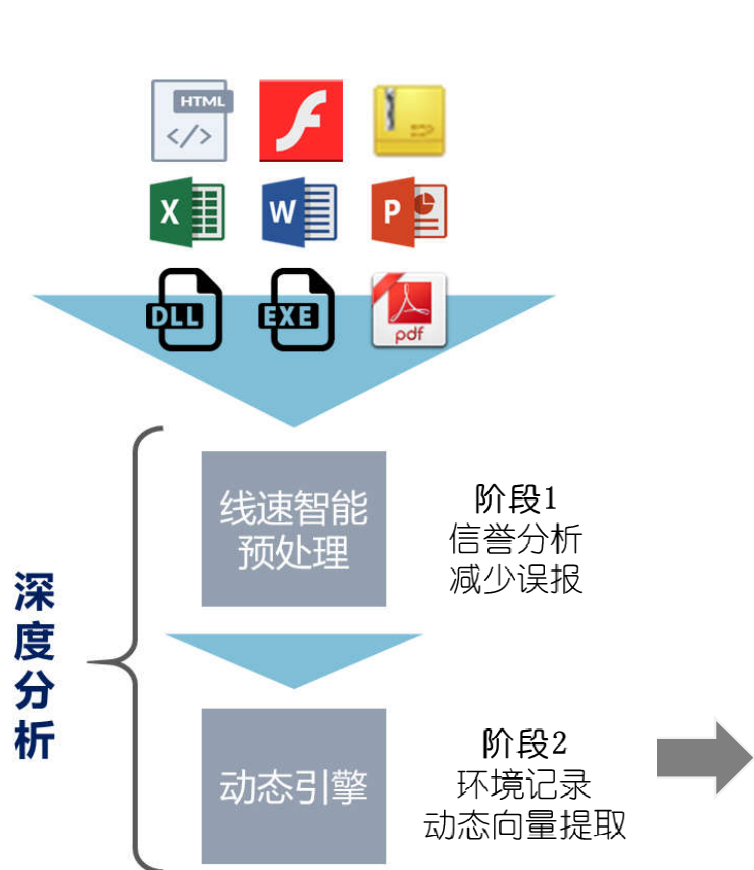 HTML
</>
X
W
P
DLL
EXE
pdf
线速智能
预处理
阶段1
信誉分析
减少误报
深
度
分
析
动态引擎
阶段2
环境记录
动态向量提取